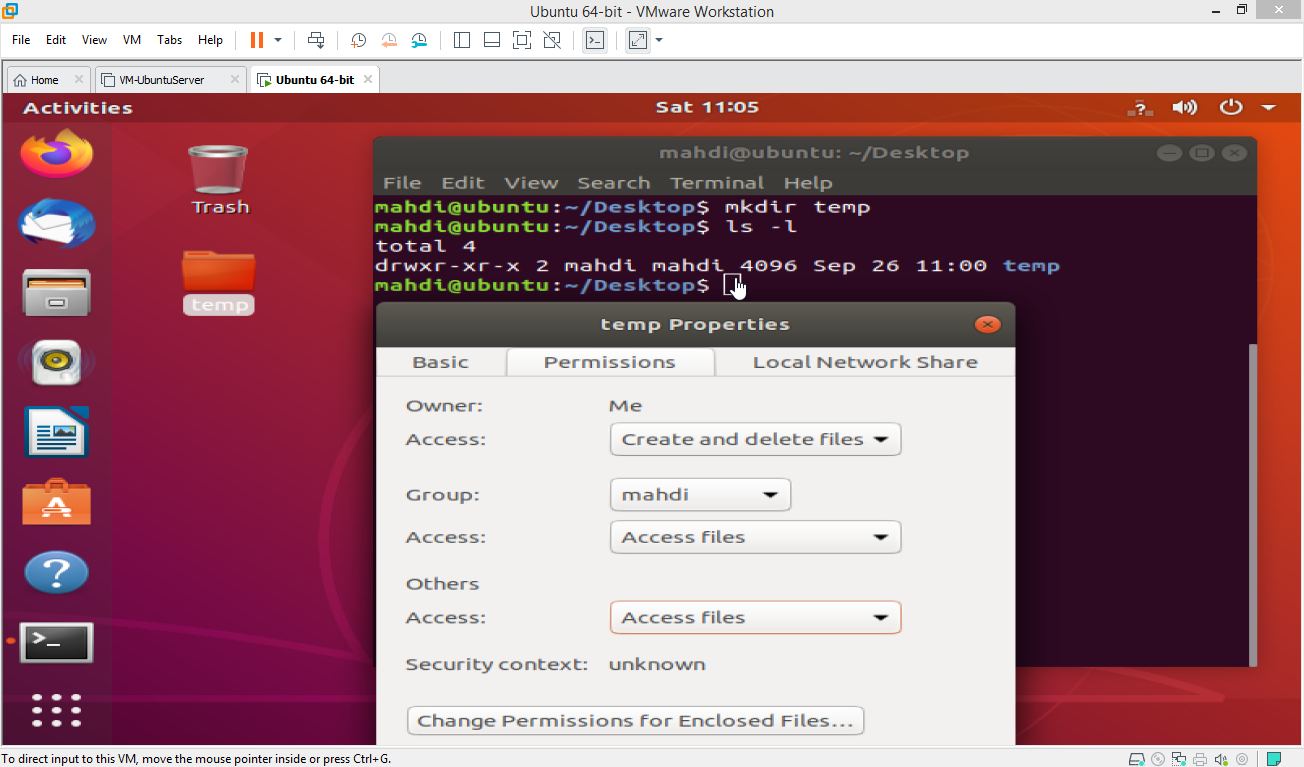 Ubuntu 64-bit - VMware Workstation
File Edit View VM Tabs Help
Home VM-UbuntuServer Ubuntu 64-bit
Activities Sat 11:05
Trash
temp
mahdi@ubuntu: ~/Desktop
File Edit View Search Terminal Help
mahdi@ubuntu:~/Desktop$ mkdir temp
mahdi@ubuntu:~/Desktop$ ls -l
total 4
drwxr-xr-x 2 mahdi mahdi 4096 Sep 26 11:00 temp
mahdi@ubuntu:~/Desktop$
temp Properties
Basic Permissions Local Network Share
Owner: Me
Access: Create and delete files
Group: mahdi
Access: Access files
Others
Access: Access files
Security context: unknown
Change Permissions for Enclosed Files...
To direct input to this VM, move the mouse pointer inside or press Ctrl+G.